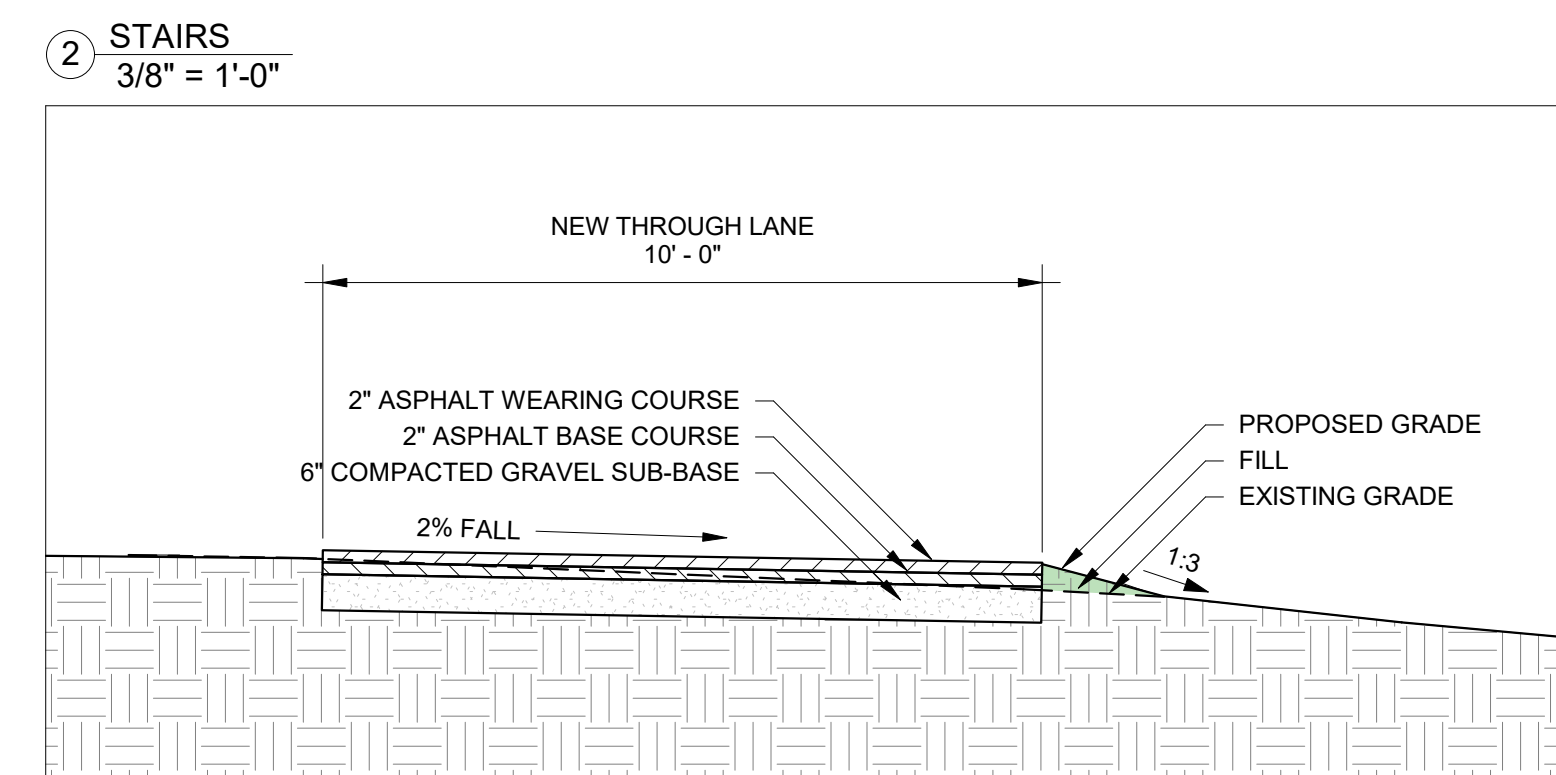 2 STAIRS
3/8" = 1'-0"
NEW THROUGH LANE
10' - 0"
2" ASPHALT WEARING COURSE
2" ASPHALT BASE COURSE
6" COMPACTED GRAVEL SUB-BASE
PROPOSED GRADE
FILL
EXISTING GRADE
2% FALL
1:3